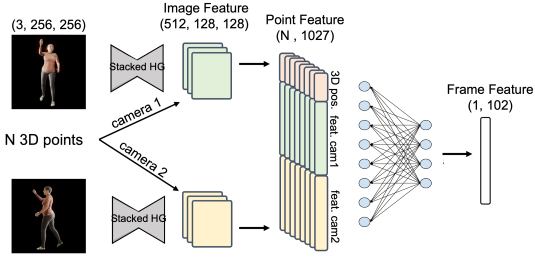 (3, 256, 256)
Image Feature
(512, 128, 128)
Point Feature
(N , 1027)
Stacked HG
camera 1
N 3D points
camera 2
Stacked HG
3D pos.
feat. cam1
feat. cam2
Frame Feature
(1, 102)